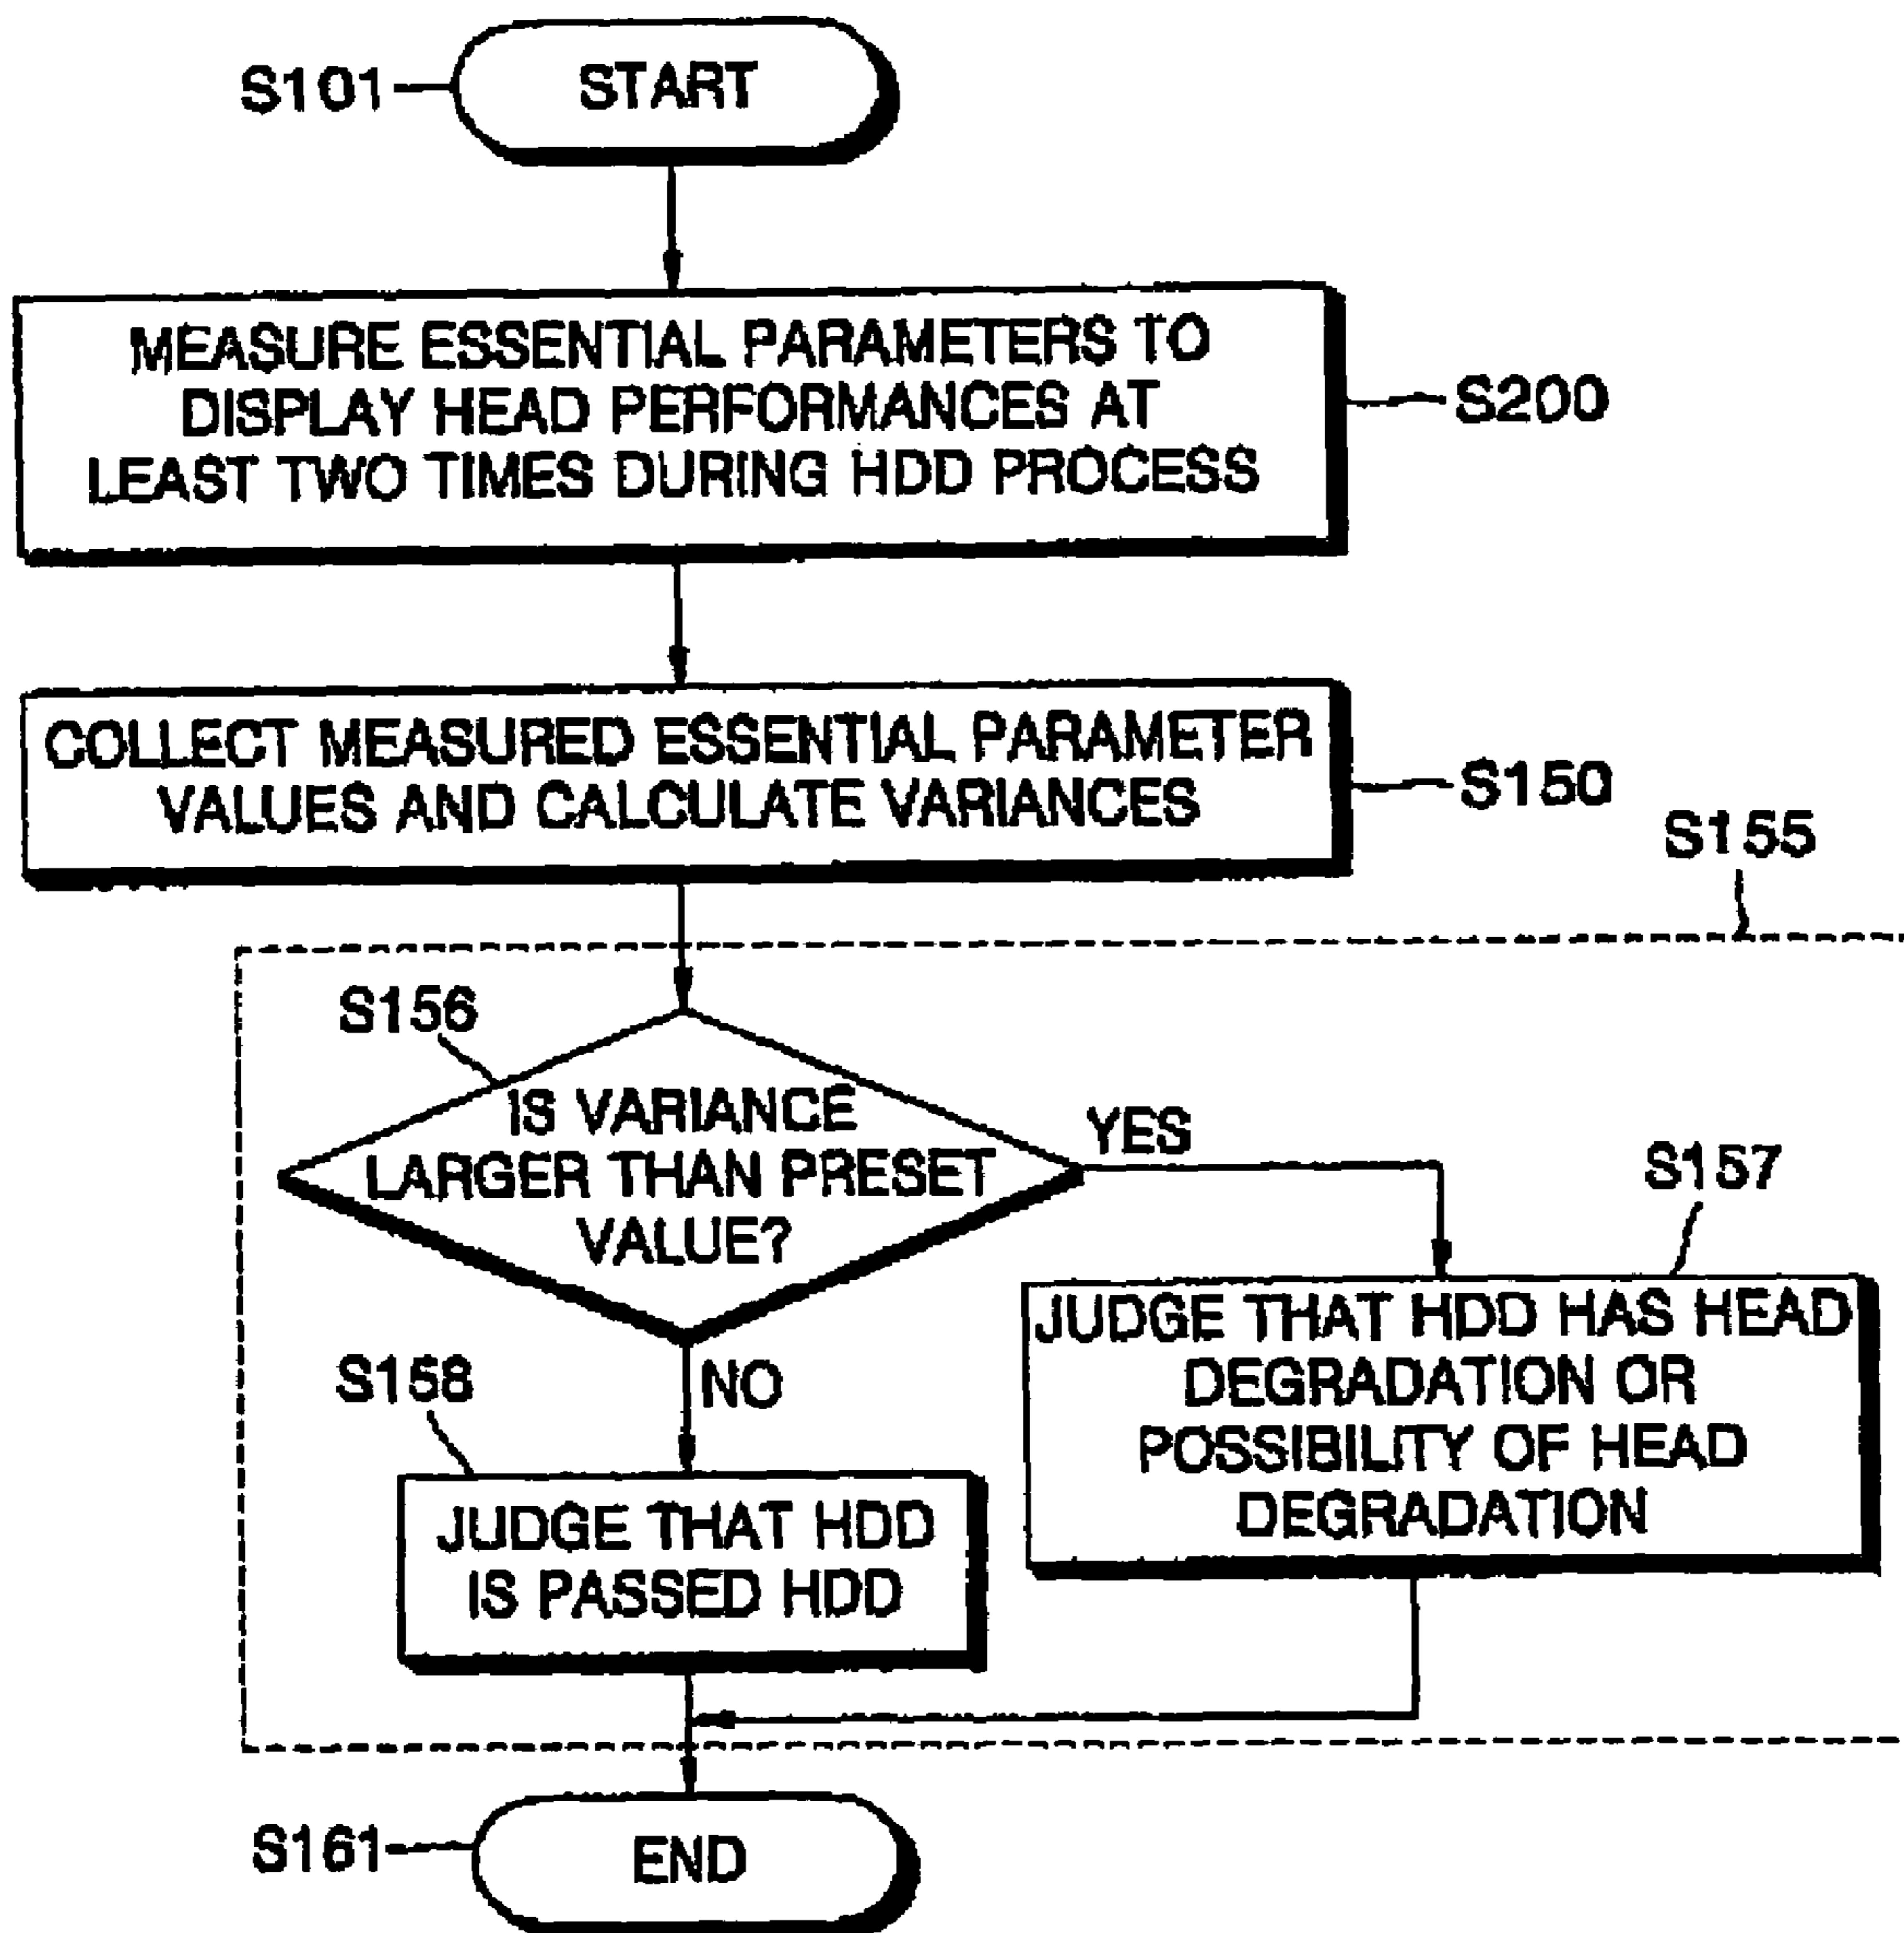 S101
START
MEASURE ESSENTIAL PARAMETERS TO
DISPLAY HEAD PERFORMANCES AT
LEAST TWO TIMES DURING HDD PROCESS
S200
COLLECT MEASURED ESSENTIAL PARAMETER
VALUES AND CALCULATE VARIANCES
S150
S155
S156
IS VARIANCE
LARGER THAN PRESET
VALUE?
YES
S157
JUDGE THAT HDD HAS HEAD
DEGRADATION OR
POSSIBILITY OF HEAD
DEGRADATION
NO
S158
JUDGE THAT HDD
IS PASSED HDD
S161
END